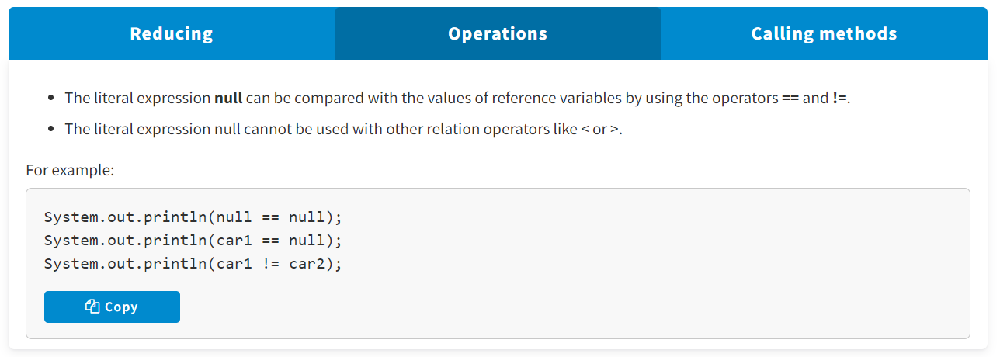 Reducing
Operations
Calling methods
• The literal expression null can be compared with the values of reference variables by using the operators == and !=.
• The literal expression null cannot be used with other relation operators like < or >.
For example:
System.out.println(null == null);
System.out.println(car1 == null);
System.out.println(car1 != car2);
Copy